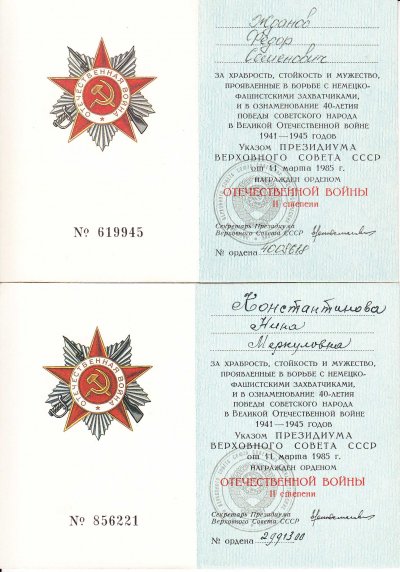 ОТЕЧЕСТВЕННАЯ ВОЙНА
№ 619945
Жранов
Федор
Семенович
ЗА ХРАБРОСТЬ, СТОЙКОСТЬ И МУЖЕСТВО,
ПРОЯВЛЕННЫЕ В БОРЬБЕ С НЕМЕЦКО-
ФАШИСТСКИМИ ЗАХВАТЧИКАМИ,
И В ОЗНАМЕНОВАНИЕ 40-ЛЕТИЯ
ПОБЕДЫ СОВЕТСКОГО НАРОДА
В ВЕЛИКОЙ ОТЕЧЕСТВЕННОЙ ВОЙНЕ
1941—1945 ГОДОВ
Указом ПРЕЗИДИУМА
ВЕРХОВНОГО СОВЕТА СССР
от 11 марта 1985 г.
НАГРАЖДЕН ОРДЕНОМ
ОТЕЧЕСТВЕННОЙ ВОЙНЫ
II степени
Секретарь Президиума
Верховного Совета СССР
№ ордена
ОТЕЧЕСТВЕННАЯ ВОЙНА
№ 856221
Константинова
Нина
Меркуловна
ЗА ХРАБРОСТЬ, СТОЙКОСТЬ И МУЖЕСТВО,
ПРОЯВЛЕННЫЕ В БОРЬБЕ С НЕМЕЦКО-
ФАШИСТСКИМИ ЗАХВАТЧИКАМИ,
И В ОЗНАМЕНОВАНИЕ 40-ЛЕТИЯ
ПОБЕДЫ СОВЕТСКОГО НАРОДА
В ВЕЛИКОЙ ОТЕЧЕСТВЕННОЙ ВОЙНЕ
1941—1945 ГОДОВ
Указом ПРЕЗИДИУМА
ВЕРХОВНОГО СОВЕТА СССР
от 11 марта 1985 г.
НАГРАЖДЕН ОРДЕНОМ
ОТЕЧЕСТВЕННОЙ ВОЙНЫ
II степени
Секретарь Президиума
Верховного Совета СССР
№ ордена 2991300